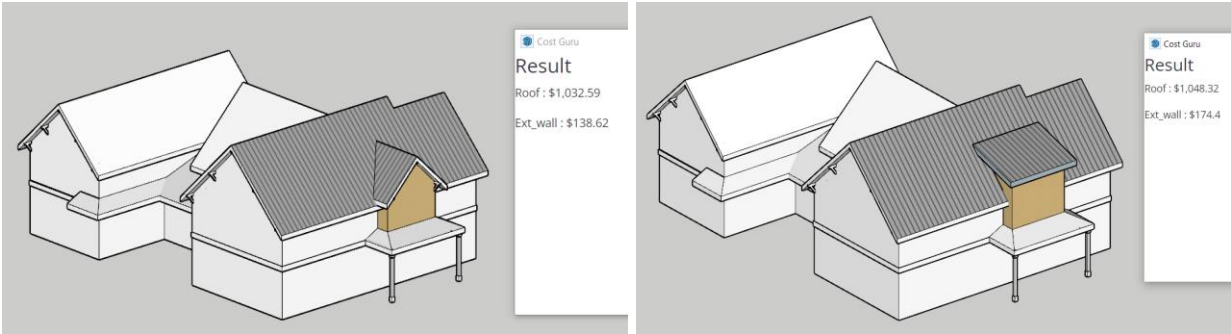 Cost Guru
Result
Roof : $1,032.59
Ext_wall : $138.62
Cost Guru
Result
Roof : $1,048.32
Ext_wall : $174.4